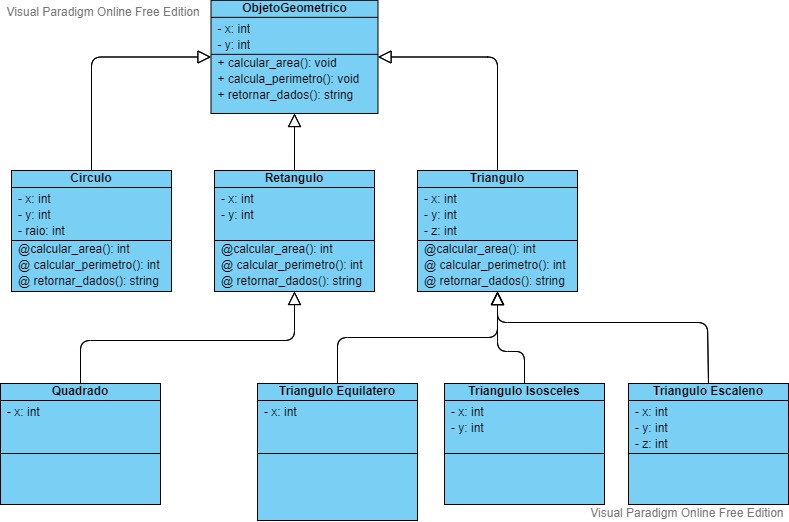 Visual Paradigm Online Free Edition
ObjetoGeometrico
- x: int
- y: int
+ calcular_area(): void
+ calcula_perimetro(): void
+ retornar_dados(): string
Circulo
- x: int
- y: int
- raio: int
@calcular_area(): int
@ calcular_perimetro(): int
@ retornar_dados(): string
Retangulo
- x: int
- y: int
@calcular_area(): int
@ calcular_perimetro(): int
@ retornar_dados(): string
Triangulo
- x: int
- y: int
- z: int
@calcular_area(): int
@ calcular_perimetro(): int
@ retornar_dados(): string
Quadrado
- x: int
Triangulo Equilatero
- x: int
Triangulo Isosceles
- x: int
- y: int
Triangulo Escaleno
- x: int
- y: int
- z: int
Visual Paradigm Online Free Edition